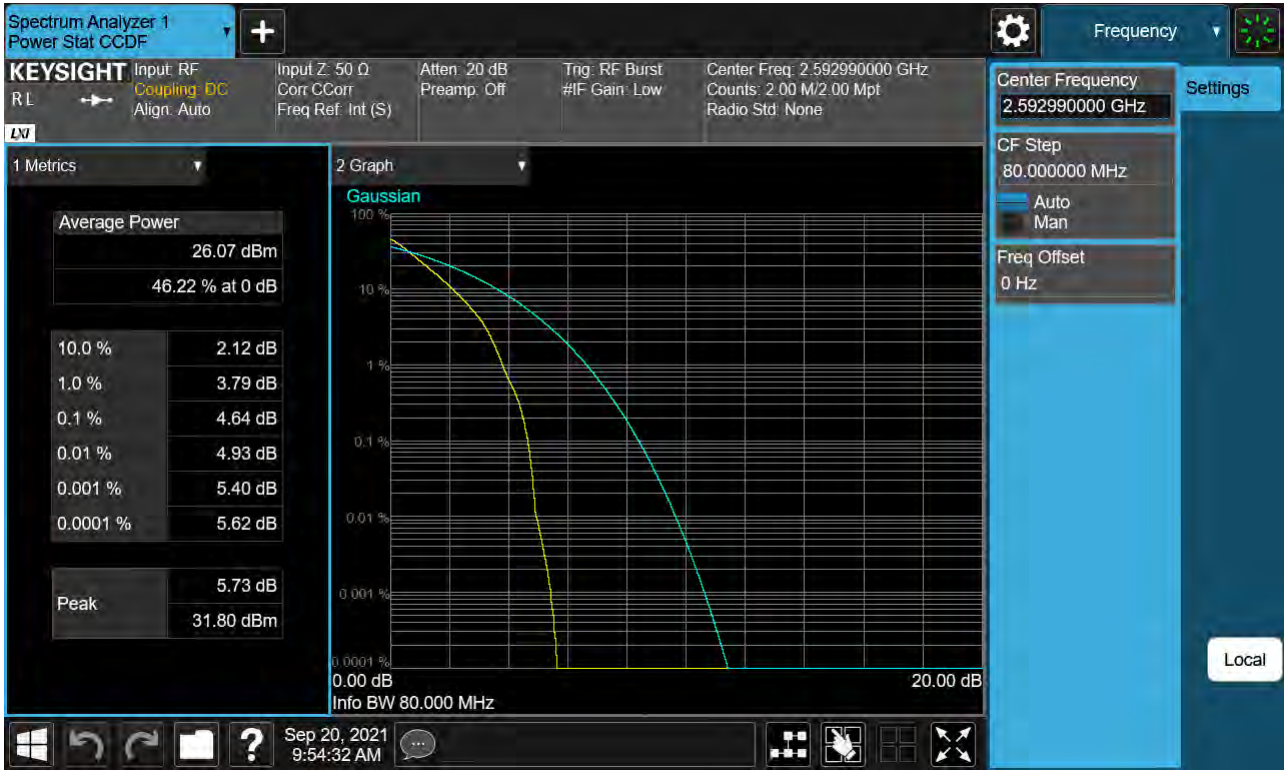 Spectrum Analyzer 1
Power Stat CCDF
Frequency
KEYSIGHT
RL
LXI
Input: RF
Coupling: DC
Align: Auto
Input Z: 50 Ω
Corr CCorr
Freq Ref: Int (S)
Atten: 20 dB
Preamp: Off
Trig: RF Burst
#IF Gain: Low
Center Freq: 2.592990000 GHz
Counts: 2.00 M/2.00 Mpt
Radio Std: None
Center Frequency
2.592990000 GHz
Settings
CF Step
80.000000 MHz
Auto
Man
Freq Offset
0 Hz
1 Metrics
Average Power
26.07 dBm
46.22 % at 0 dB
10.0 % 2.12 dB
1.0 % 3.79 dB
0.1 % 4.64 dB
0.01 % 4.93 dB
0.001 % 5.40 dB
0.0001 % 5.62 dB
Peak
5.73 dB
31.80 dBm
2 Graph
Gaussian
100 %
10 %
1 %
0.1 %
0.01 %
0.001 %
0.0001 %
0.00 dB 20.00 dB
Info BW 80.000 MHz
Local
?
Sep 20, 2021
9:54:32 AM